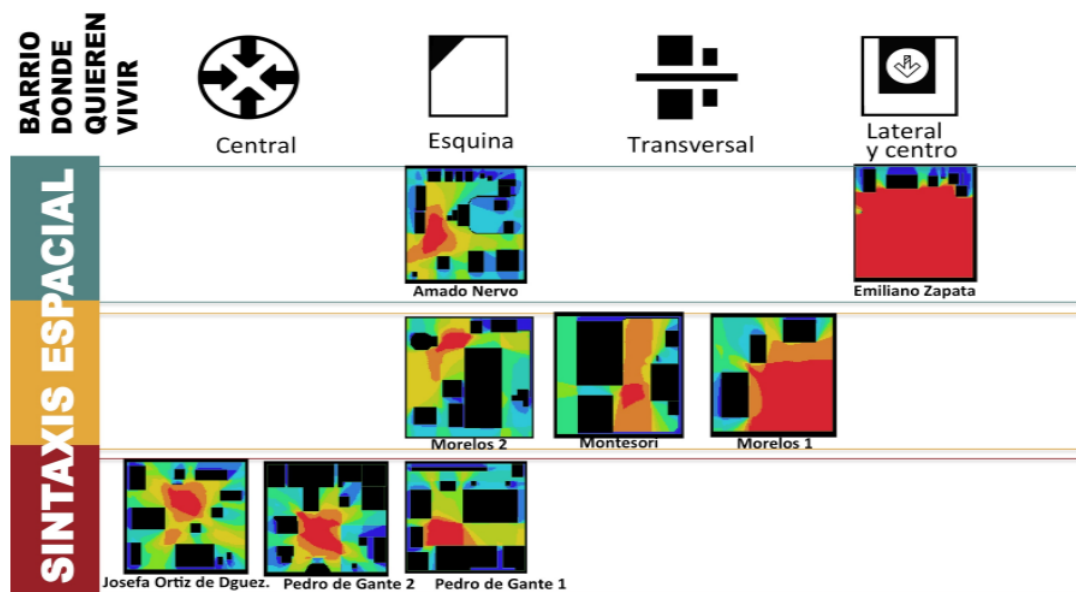 BARRIO
DONDE
QUIEREN
VIVIR
Central
Esquina
Transversal
Lateral
y centro
SINTAXIS ESPACIAL
Amado Nervo
Emiliano Zapata
Morelos 2
Montesori
Morelos 1
Josefa Ortiz de Dguez.
Pedro de Gante 2
Pedro de Gante 1